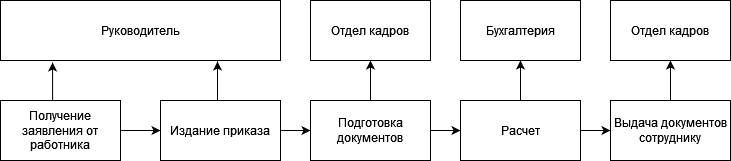 Руководитель
Отдел кадров
Бухгалтерия
Отдел кадров
Получение
заявления от
работника
Издание приказа
Подготовка
документов
Расчет
Выдача документов
сотруднику